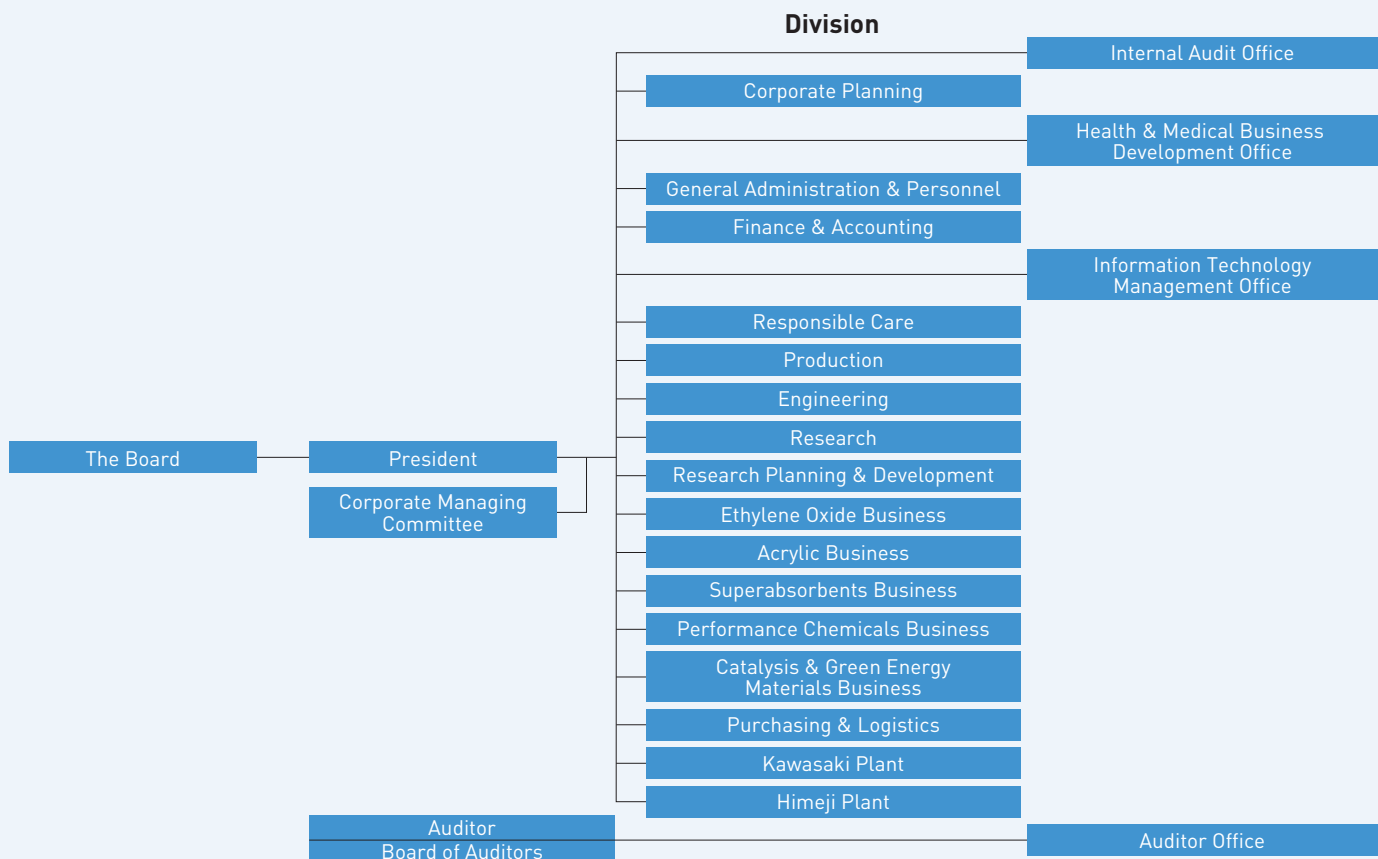 Division
Internal Audit Office
Corporate Planning
Health & Medical Business
Development Office
General Administration & Personnel
Finance & Accounting
Information Technology
Management Office
Responsible Care
Production
Engineering
Research
The Board
President
Research Planning & Development
Corporate Managing
Committee
Ethylene Oxide Business
Acrylic Business
Superabsorbents Business
Performance Chemicals Business
Catalysis & Green Energy
Materials Business
Purchasing & Logistics
Kawasaki Plant
Himeji Plant
Auditor
Board of Auditors
Auditor Office